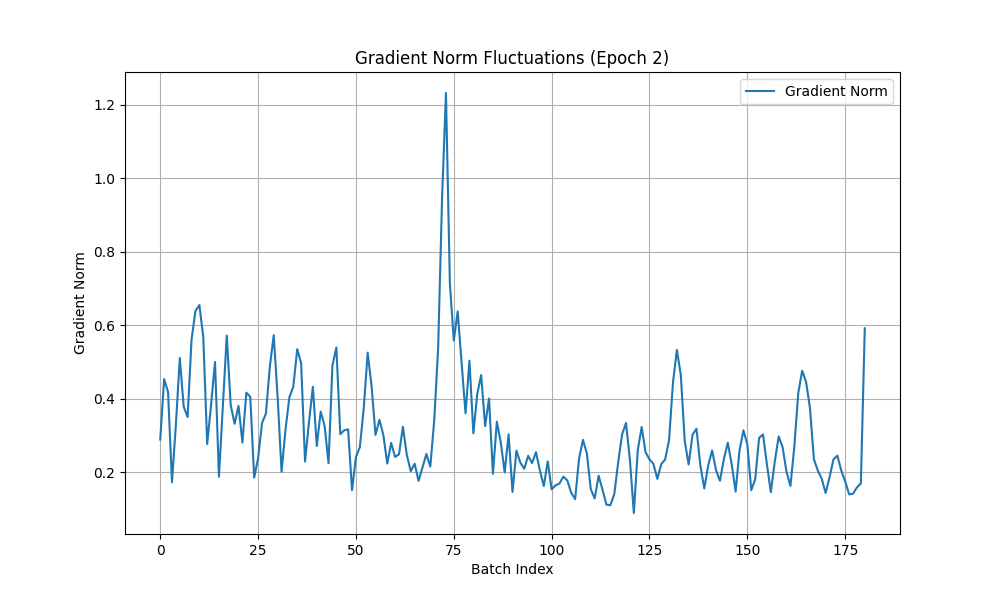 Gradient Norm Fluctuations (Epoch 2)
Gradient Norm
1.2
1.0
0.8
0.6
0.4
0.2
Gradient Norm
0 25 50 75 100 125 150 175
Batch Index